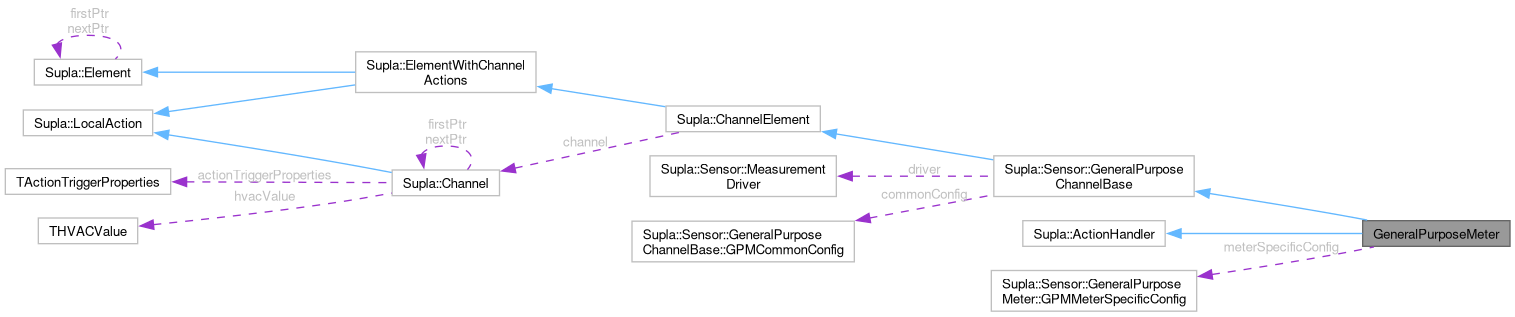 firstPtr
nextPtr
Supla::Element
Supla::ElementWithChannel
Actions
Supla::LocalAction
Supla::ChannelElement
firstPtr
nextPtr
channel
TActionTriggerProperties
actionTriggerProperties
Supla::Channel
hvacValue
THVACValue
Supla::Sensor::Measurement
Driver
driver
Supla::Sensor::GeneralPurpose
ChannelBase
commonConfig
Supla::Sensor::GeneralPurpose
ChannelBase::GPMCommonConfig
Supla::ActionHandler
GeneralPurposeMeter
meterSpecificConfig
Supla::Sensor::GeneralPurpose
Meter::GPMMeterSpecificConfig